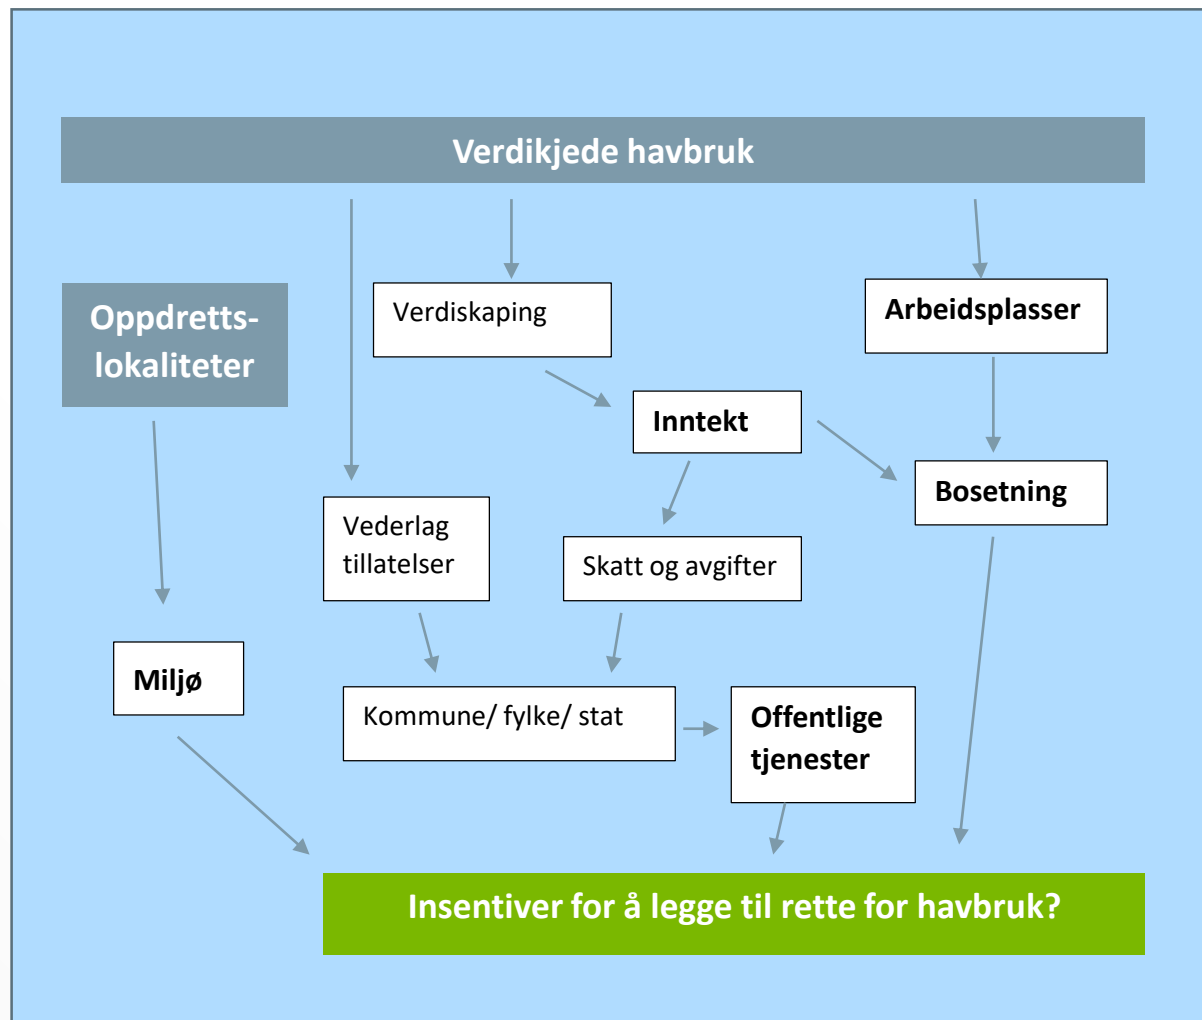 Verdikjede havbruk
Oppdretts-
lokaliteter
Verdiskaping
Arbeidsplasser
Inntekt
Bosetning
Vederlag
tillatelser
Skatt og avgifter
Miljø
Kommune/ fylke/ stat
Offentlige
tjenester
Insentiver for å legge til rette for havbruk?